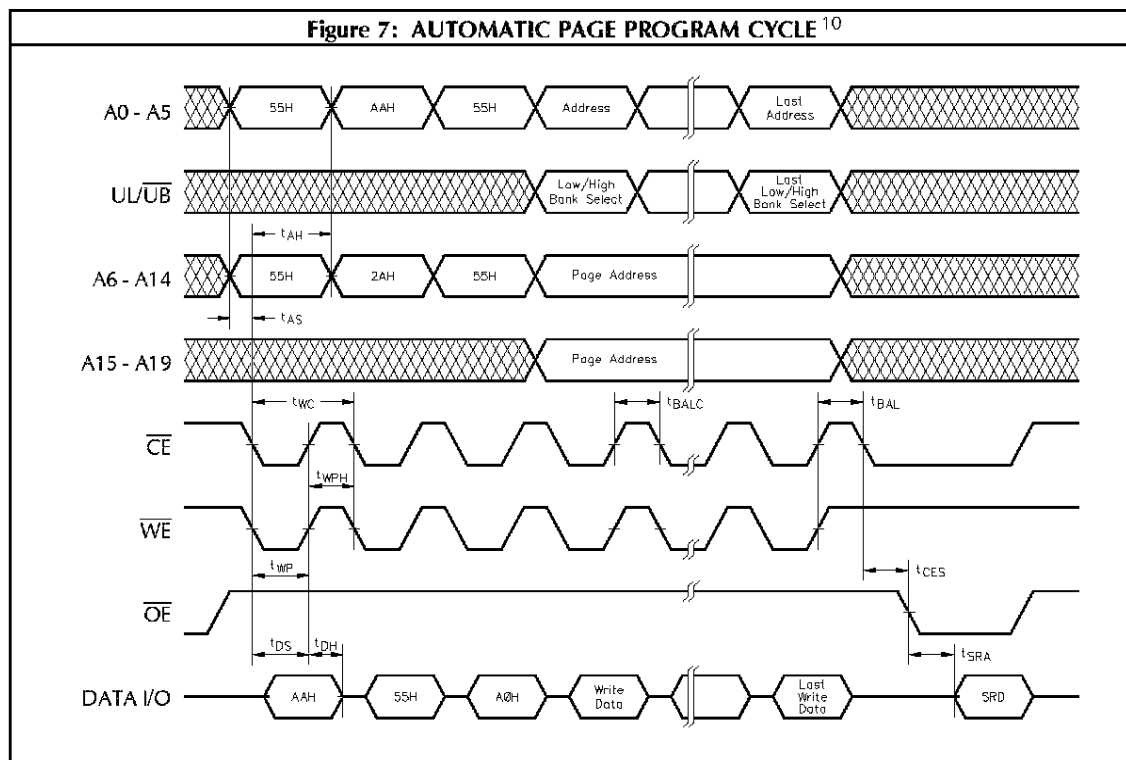 Figure 7: AUTOMATIC PAGE PROGRAM CYCLE 10
A0 - A5
55H
AAH
55H
Address
Last
Address
UL/UB
Low/High
Bank Select
Last
Low/High
Bank Select
tAH
A6 - A14
55H
2AH
55H
Page Address
tAS
A15 - A19
Page Address
tWC
tBALC
tBAL
CE
tWPH
WE
tWP
tCES
OE
tDS
tDH
tSRA
DATA I/O
AAH
55H
A0H
Write
Data
Last
Write
Data
SRD